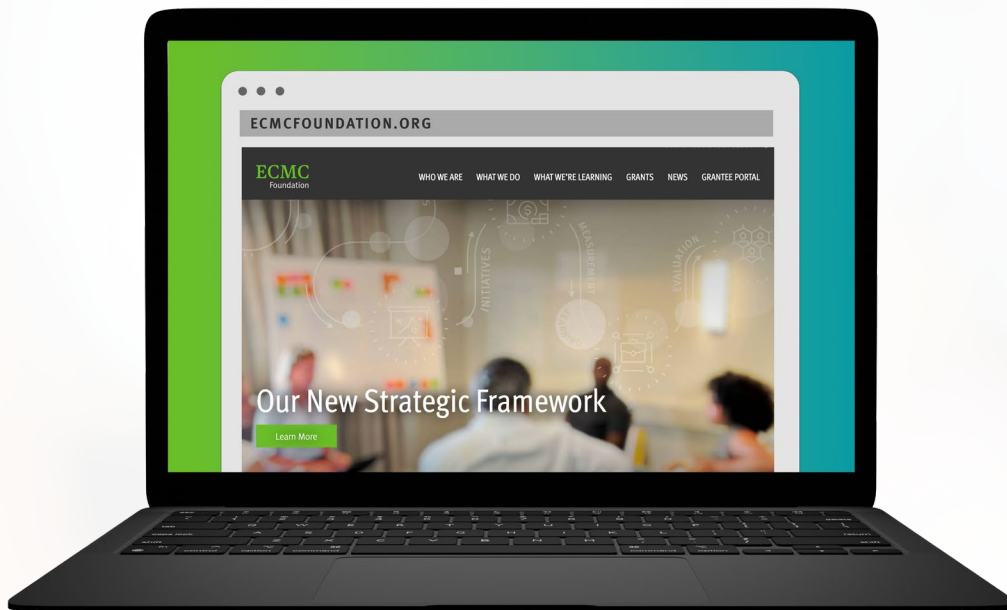 ECMCFOUNDATION.ORG
ECMC
Foundation
WHO WE ARE WHAT WE DO WHAT WE'RE LEARNING GRANTS NEWS GRANTEE PORTAL
INITIATIVES
MEASUREMENT
EVALUATION
Our New Strategic Framework
Learn More